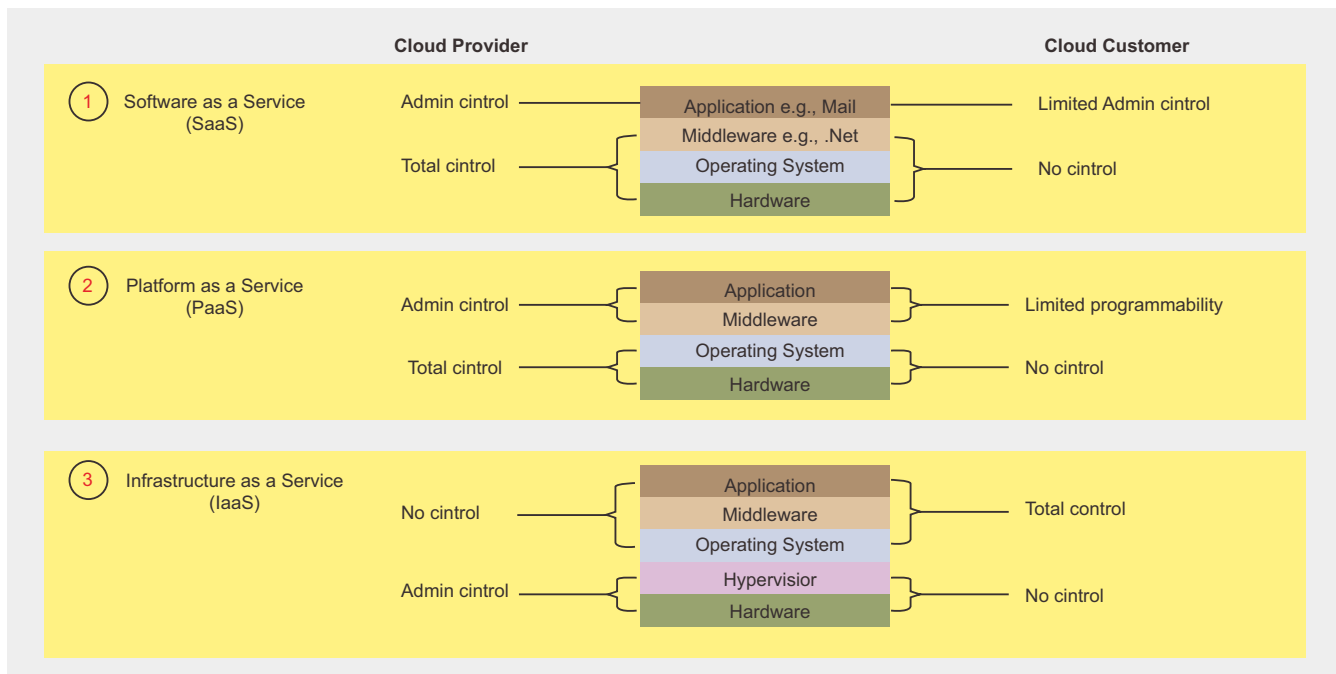 Cloud Provider
Cloud Customer
1
Software as a Service
(SaaS)
Admin cintrol
Total cintrol
Application e.g., Mail
Middleware e.g., .Net
Operating System
Hardware
Limited Admin cintrol
No cintrol
2
Platform as a Service
(PaaS)
Admin cintrol
Total cintrol
Application
Middleware
Operating System
Hardware
Limited programmability
No cintrol
3
Infrastructure as a Service
(IaaS)
No cintrol
Admin cintrol
Application
Middleware
Operating System
Hypervisior
Hardware
Total control
No cintrol